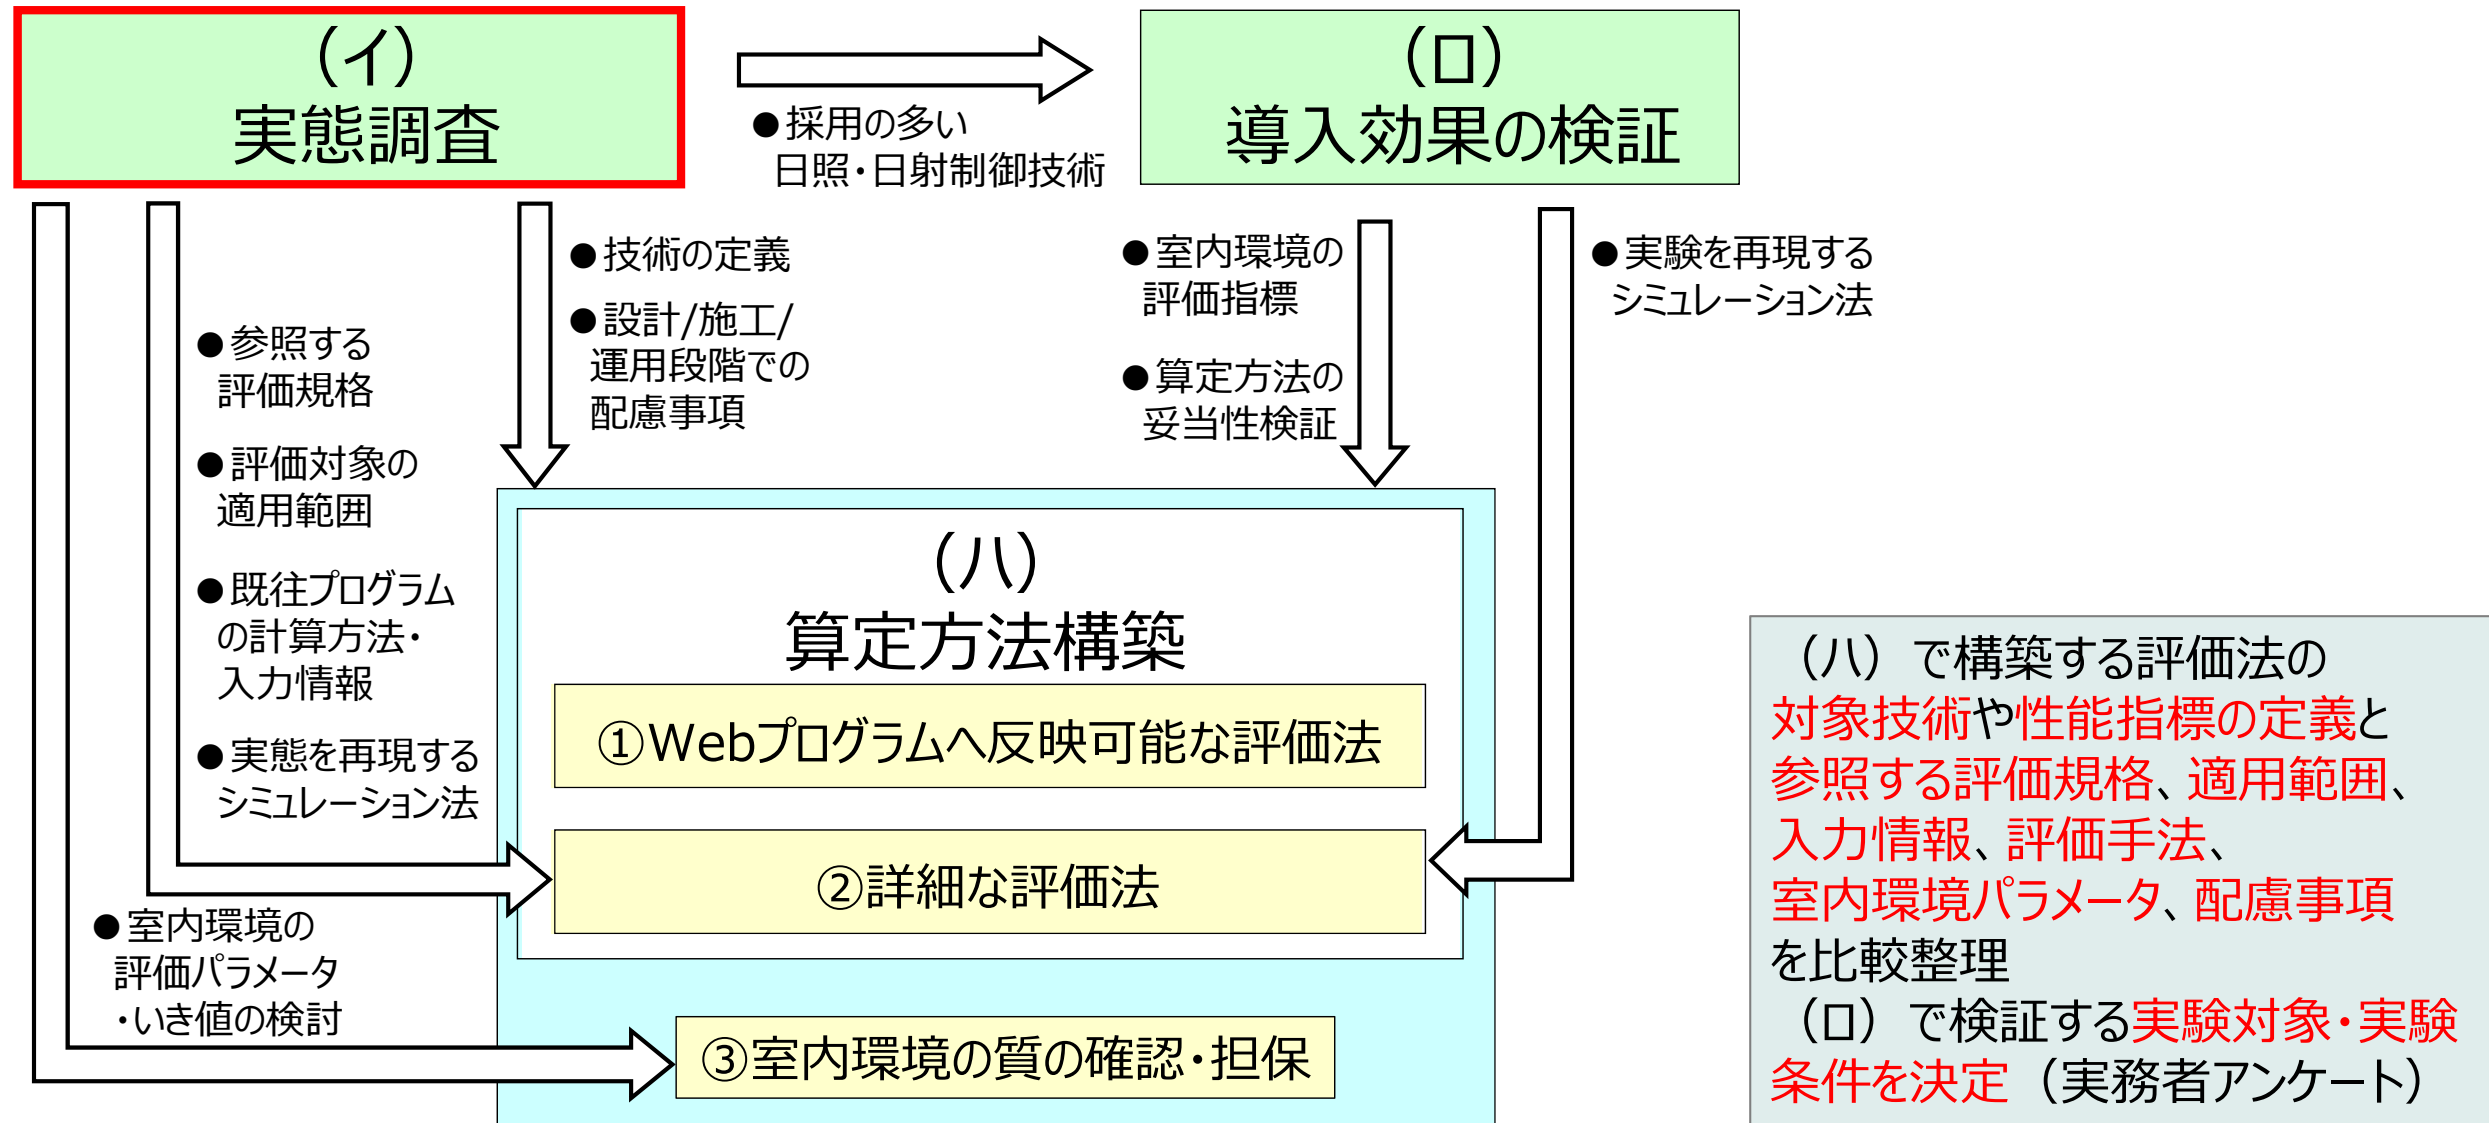 （イ）
実態調査
●採用の多い
日照・日射制御技術
（ロ）
導入効果の検証
●技術の定義
●設計/施工/
運用段階での
配慮事項
●室内環境の
評価指標
●算定方法の
妥当性検証
●実験を再現する
シミュレーション法
●参照する
評価規格
●評価対象の
適用範囲
●既往プログラム
の計算方法・
入力情報
●実態を再現する
シミュレーション法
●室内環境の
評価パラメータ
・いき値の検討
（ハ）
算定方法構築
①Webプログラムへ反映可能な評価法
②詳細な評価法
③室内環境の質の確認・担保
（ハ）で構築する評価法の
対象技術や性能指標の定義と
参照する評価規格、適用範囲、
入力情報、評価手法、
室内環境パラメータ、配慮事項
を比較整理
（ロ）で検証する実験対象・実験
条件を決定（実務者アンケート）